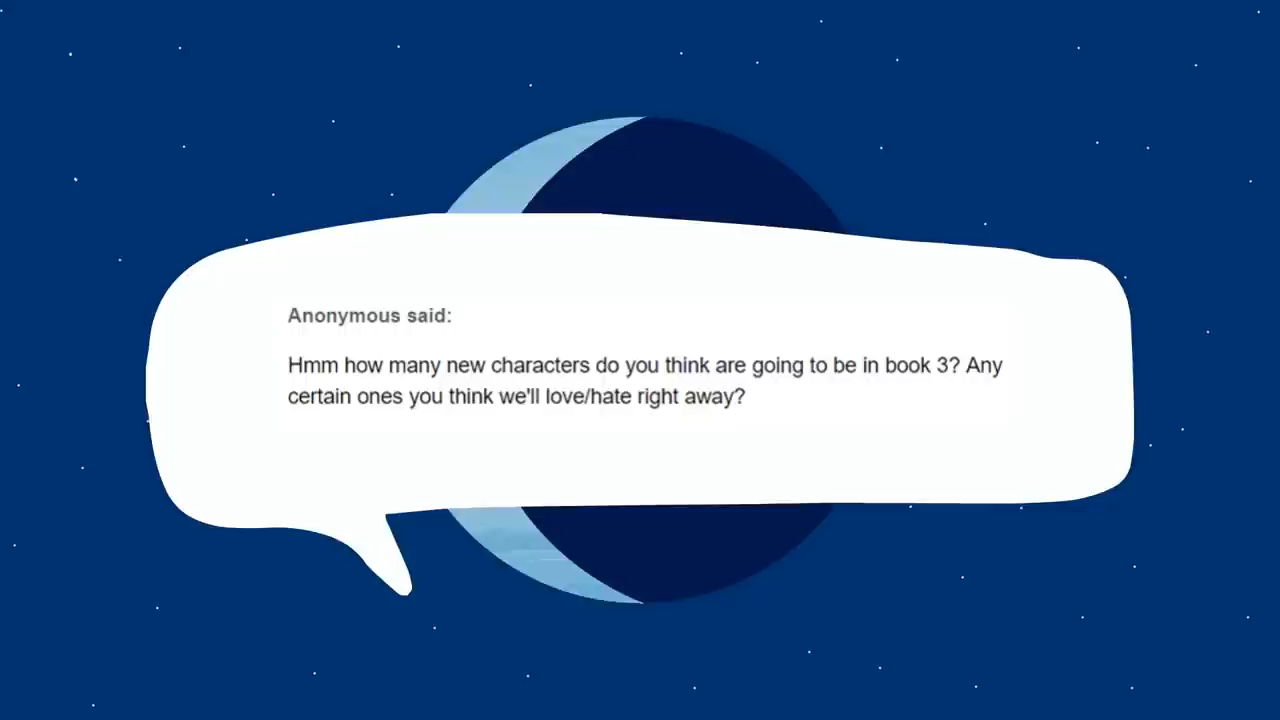 Anonymous said:
Hmm how many new characters do you think are going to be in book 3? Any
certain ones you think we'll love/hate right away?